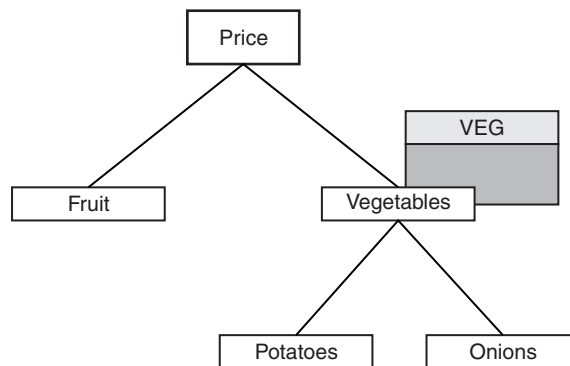 Price
VEG
Fruit
Vegetables
Potatoes
Onions